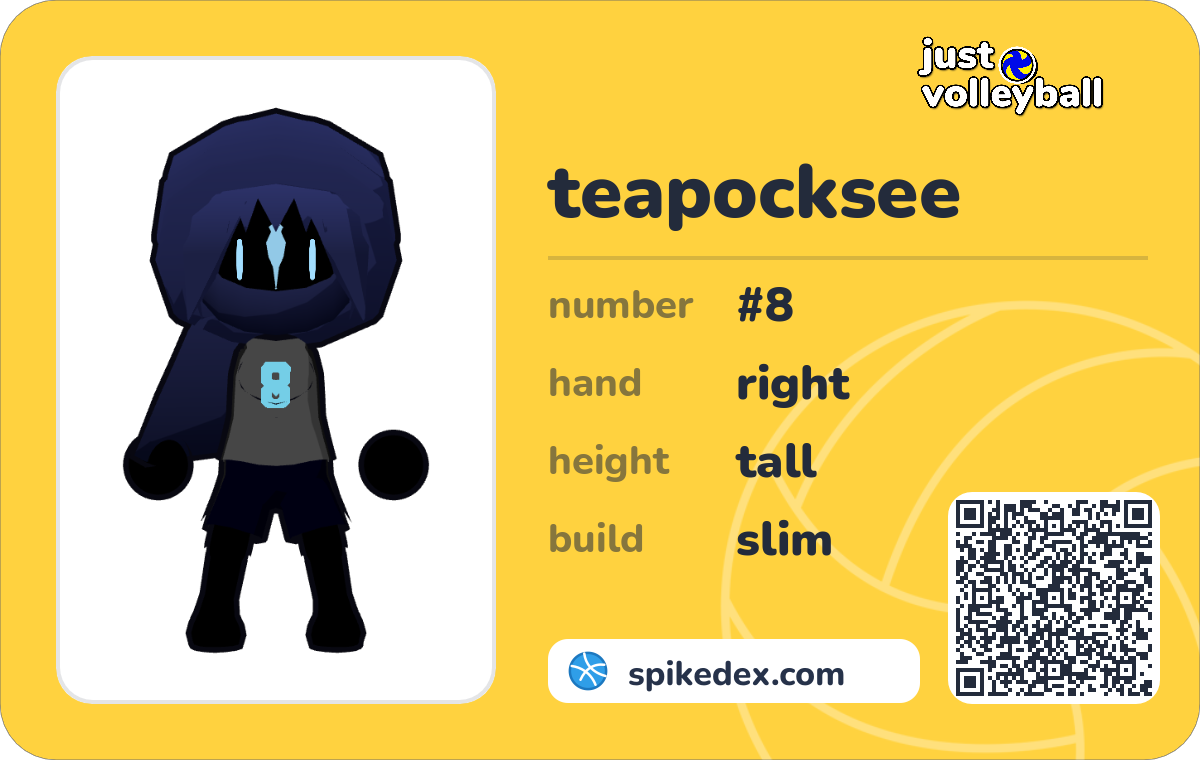 just
volleyball
teapocksee
number #8
hand right
height tall
build slim
8
spikedex.com